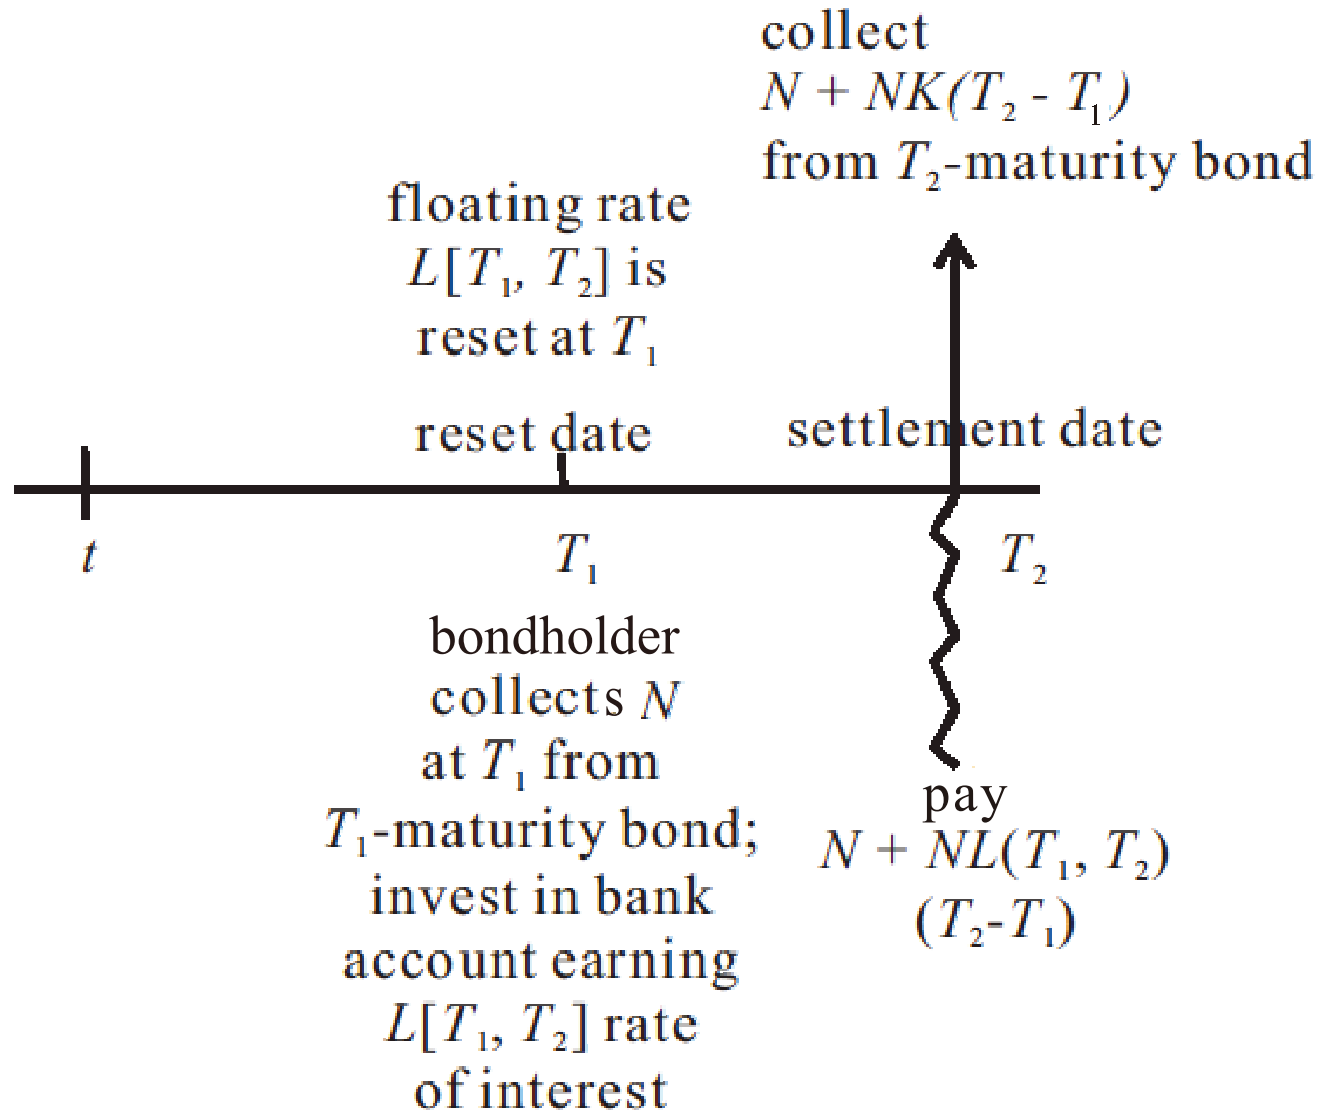 collect
N + NK(T₂ - T₁)
from T₂-maturity bond
floating rate
L[T₁, T₂] is
reset at T₁
reset date
settlement date
t
T₁
T₂
bondholder
collects N
at T₁ from
T₁-maturity bond;
invest in bank
account earning
L[T₁, T₂] rate
of interest
pay
N + NL(T₁, T₂)
(T₂-T₁)